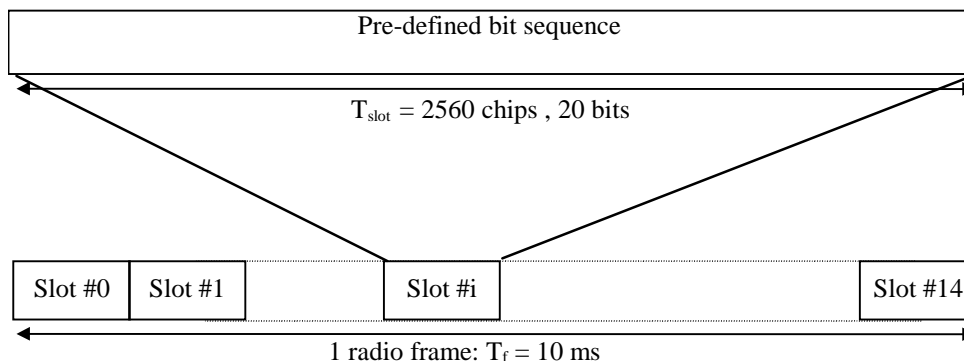 Pre-defined bit sequence
Tslot = 2560 chips , 20 bits
Slot #0 Slot #1 Slot #i Slot #14
1 radio frame: Tf = 10 ms